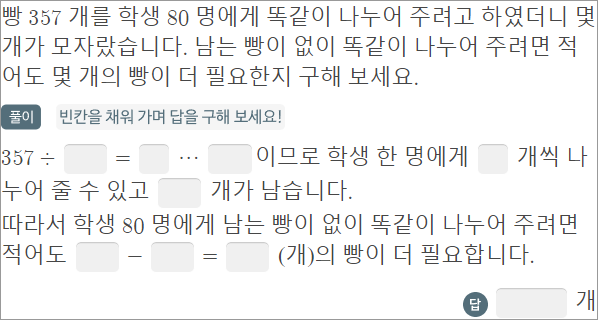 빵 357 개를 학생 80 명에게 똑같이 나누어 주려고 하였더니 몇
개가 모자랐습니다. 남는 빵이 없이 똑같이 나누어 주려면 적
어도 몇 개의 빵이 더 필요한지 구해 보세요.
풀이 빈칸을 채워 가며 답을 구해 보세요!
357 ÷ = ⋯ 이므로 학생 한 명에게 개씩 나
누어 줄 수 있고 개가 남습니다.
따라서 학생 80 명에게 남는 빵이 없이 똑같이 나누어 주려면
적어도 − = (개)의 빵이 더 필요합니다.
답 개